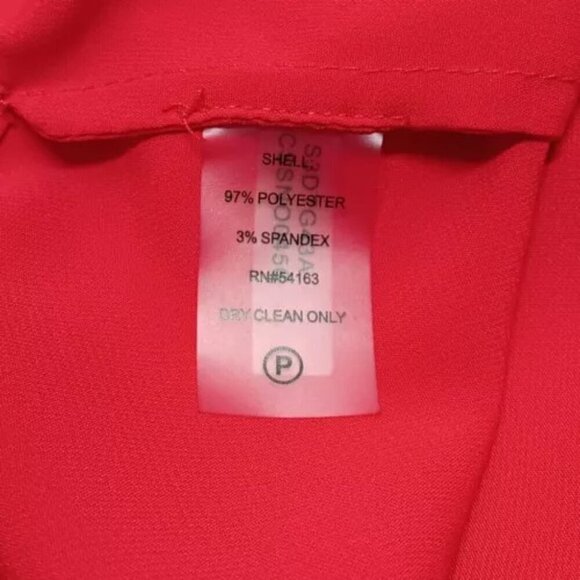 SHELL
97% POLYESTER
3% SPANDEX
RN#54163
DRY CLEAN ONLY
P